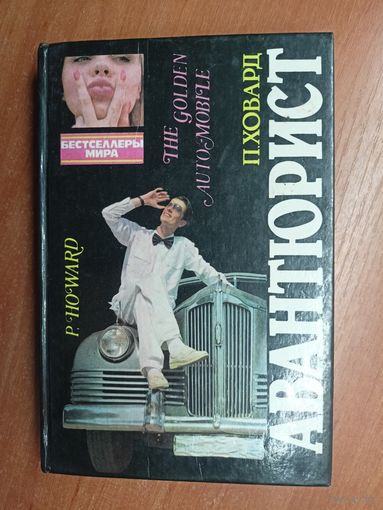 БЕСТСЕЛЛЕРЫ
МИРА
P. HOWARD
THE GOLDEN
AUTO-MOBILE
П.ХОВАРД
АВАНТЮРИСТ